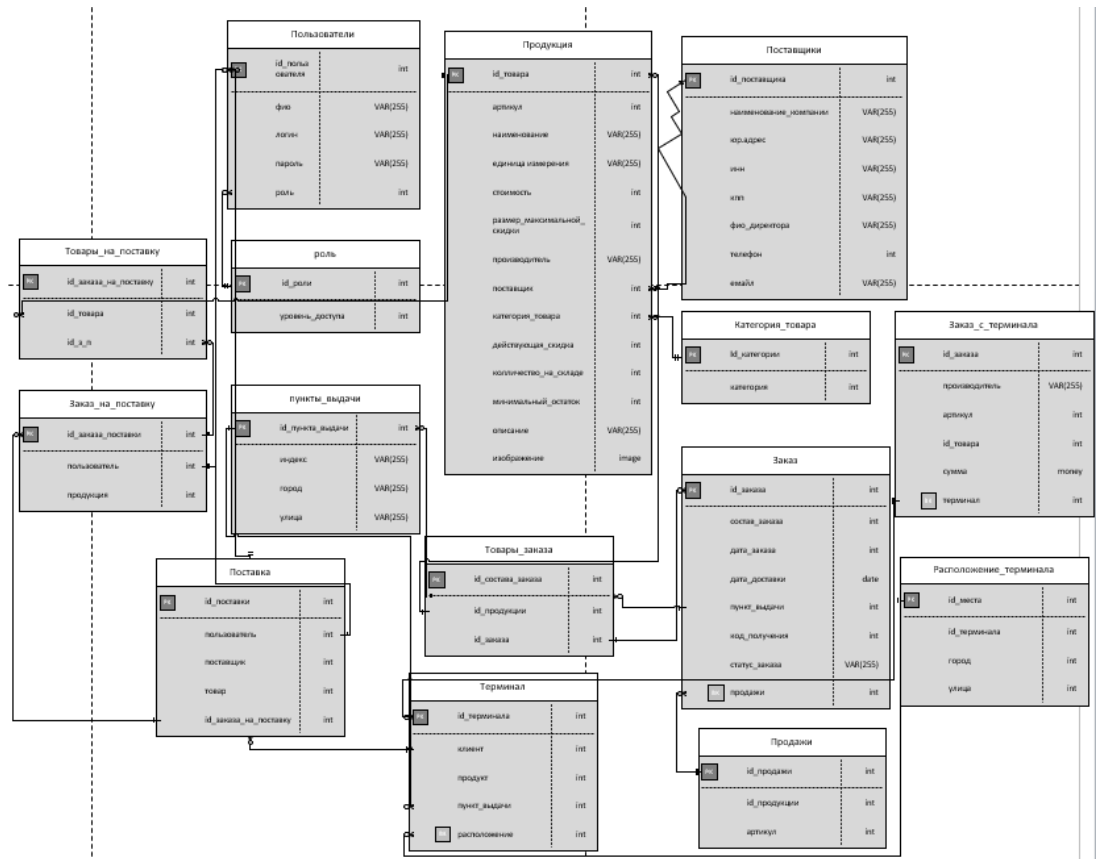 Пользователи
PK id_польз ователя int
фио VAR(255)
логин VAR(255)
пароль VAR(255)
роль int
Продукция
PK id_товара int
артикул int
наименование VAR(255)
единица измерения VAR(255)
стоимость int
размер_максимальной_
скидки int
производитель VAR(255)
поставщик int
категория_товара int
действующая_скидка int
колличество_на_складе int
минимальный_остаток int
описание VAR(255)
изображение image
Поставщики
PK id_поставщика int
наименование_компании VAR(255)
юр.адрес VAR(255)
инн VAR(255)
кпп VAR(255)
фио_директора VAR(255)
телефон int
емайл VAR(255)
Товары_на_поставку
PK id_заказа_на_поставку int
id_товара int
id_з_п int
роль
PK id_роли int
уровень_доступа int
Категория_товара
PK id_категории int
категория int
Заказ_с_терминала
PK id_заказа int
производитель VAR(255)
артикул int
id_товара int
сумма money
терминал int
Заказ_на_поставку
PK id_заказа_поставки int
пользователь int
продукция int
пункты_выдачи
PK id_пункта_выдачи int
индекс VAR(255)
город VAR(255)
улица VAR(255)
Заказ
PK id_заказа int
состав_заказа int
дата_заказа int
дата_доставки date
пункт_выдачи int
код_получения int
статус_заказа VAR(255)
продажи int
Поставка
PK id_поставки int
пользователь int
поставщик int
товар int
id_заказа_на_поставку int
Товары_заказа
PK id_состава_заказа int
id_продукции int
id_заказа int
Расположение_терминала
PK id_места int
id_терминала int
город int
улица int
Терминал
PK id_терминала int
клиент int
продукт int
пункт_выдачи int
расположение int
Продажи
PK id_продажи int
id_продукции int
артикул int